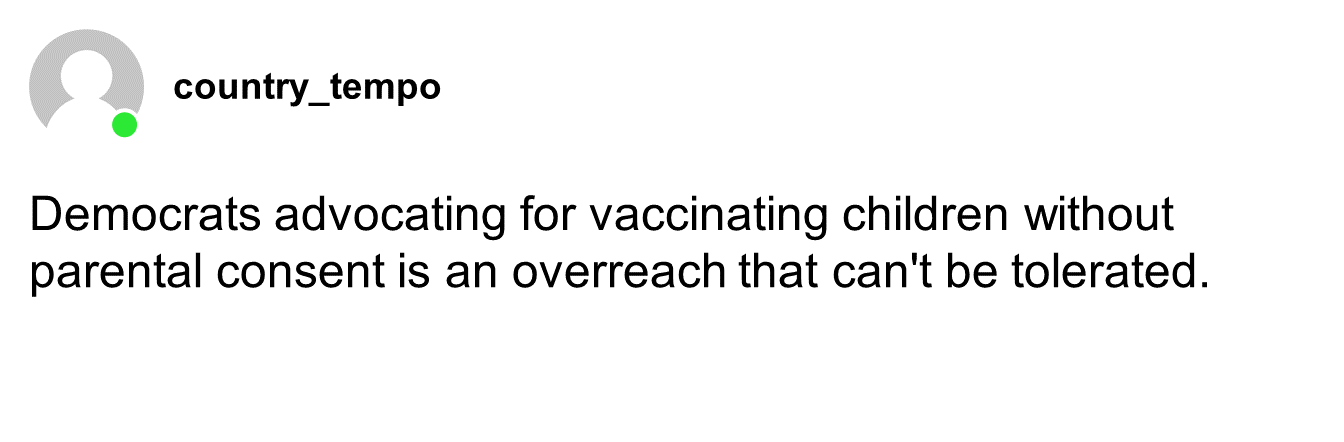 country_tempo
Democrats advocating for vaccinating children without
parental consent is an overreach that can't be tolerated.